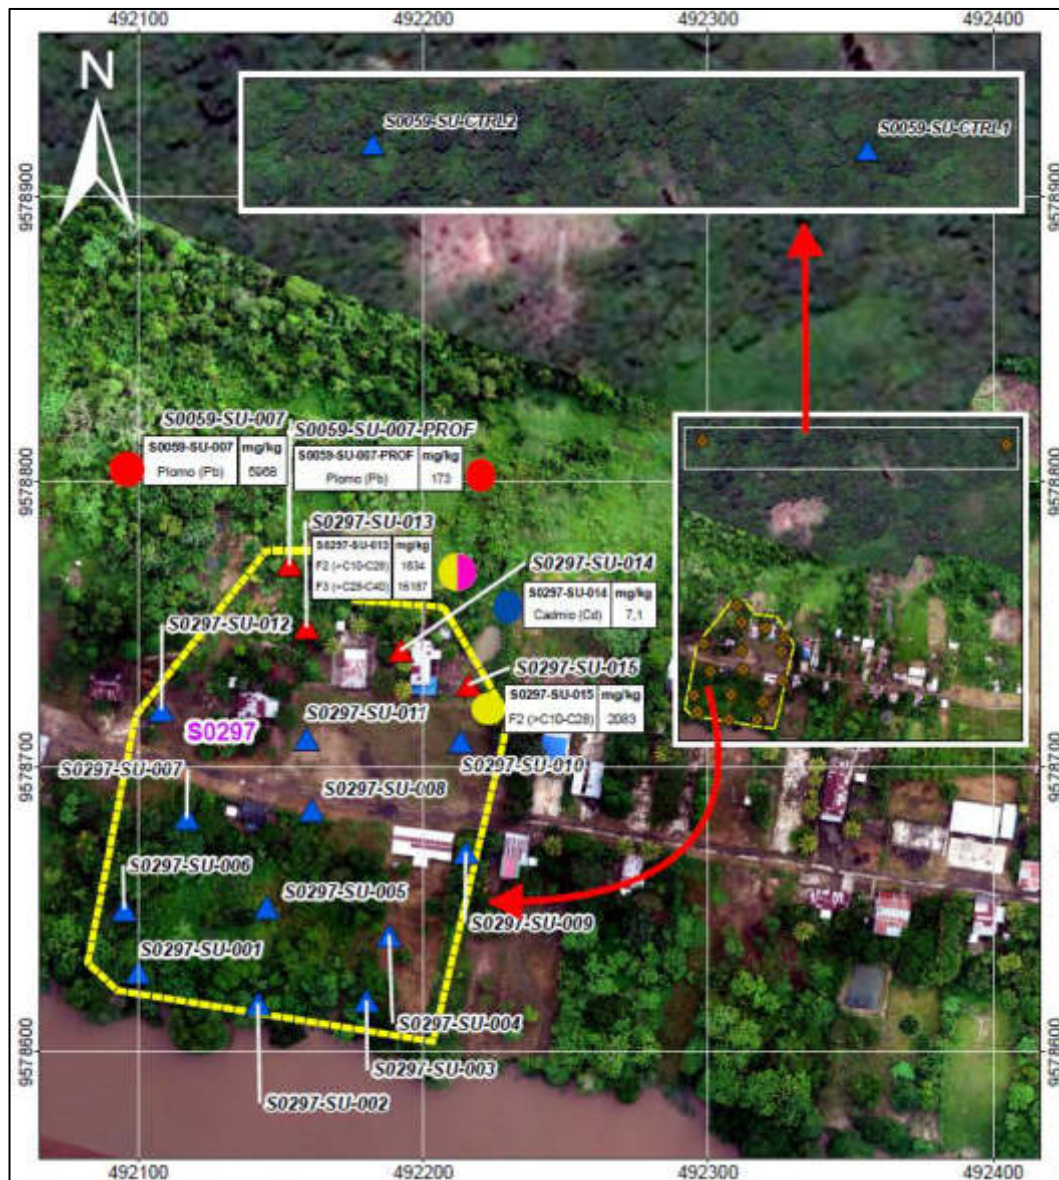 492100 492200 492300 492400
N
S0059-SU-CTRL2
S0059-SU-CTRL1
9578900 9578900
S0059-SU-007
S0059-SU-007-PROF
S0059-SU-007 mg/kg
Plomo (Pb)
S0059-SU-007-PROF mg/kg
Plomo (Pb) 173
9578800 9578800
S0297-SU-013
S0297-SU-013 mg/kg
F2 (>C10-C28) 1634
F3 (>C28-C40)
S0297-SU-014
S0297-SU-014 mg/kg
Cadmio (Cd) 7,1
S0297-SU-012
S0297-SU-015
S0297-SU-015 mg/kg
F2 (>C10-C28) 2083
S0297-SU-011
S0297
9578700 9578700
S0297-SU-007
S0297-SU-010
S0297-SU-008
S0297-SU-006
S0297-SU-005
S0297-SU-009
S0297-SU-001
S0297-SU-004
9578600 9578600
S0297-SU-003
S0297-SU-002
492100 492200 492300 492400